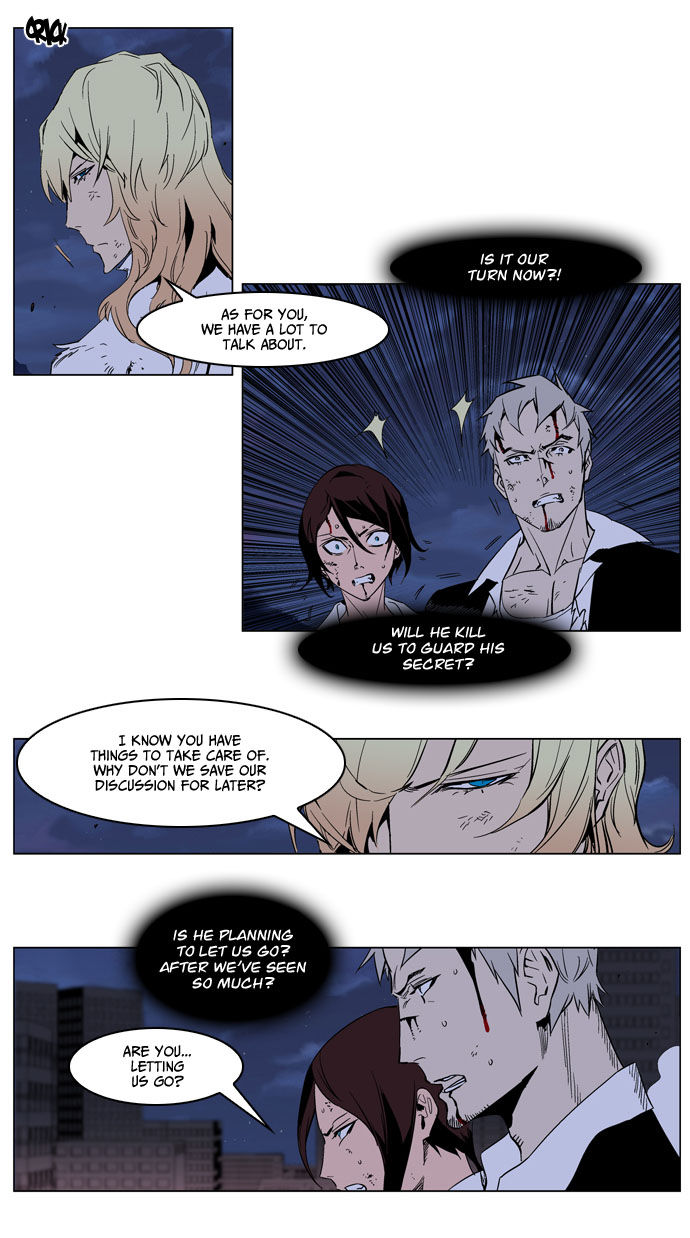 CRACK
AS FOR YOU,
WE HAVE A LOT TO
TALK ABOUT.
IS IT OUR
TURN NOW?!
WILL HE KILL
US TO GUARD HIS
SECRET?
I KNOW YOU HAVE
THINGS TO TAKE CARE OF.
WHY DON'T WE SAVE OUR
DISCUSSION FOR LATER?
IS HE PLANNING
TO LET US GO?
AFTER WE'VE SEEN
SO MUCH?
ARE YOU...
LETTING
US GO?